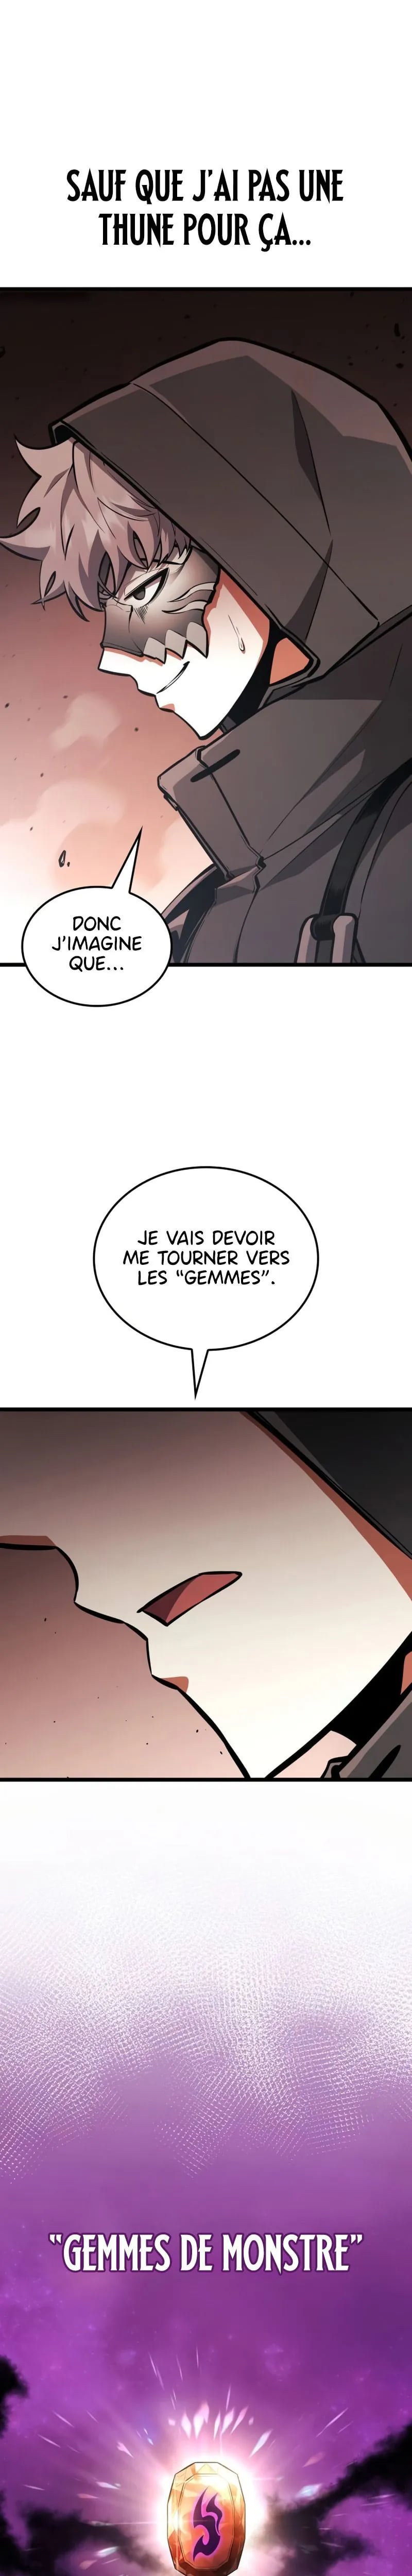 SAUF QUE J'AI PAS UNE
THUNE POUR ÇA...
DONC
J'IMAGINE
QUE...
JE VAIS DEVOIR
ME TOURNER VERS
LES "GEMMES".
"GEMMES DE MONSTRE"